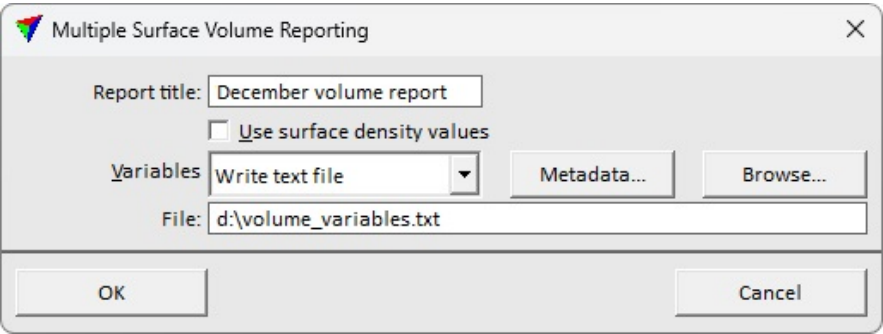 Multiple Surface Volume Reporting
Report title: December volume report
Use surface density values
Variables Write text file Metadata... Browse...
File: d:\volume_variables.txt
OK Cancel